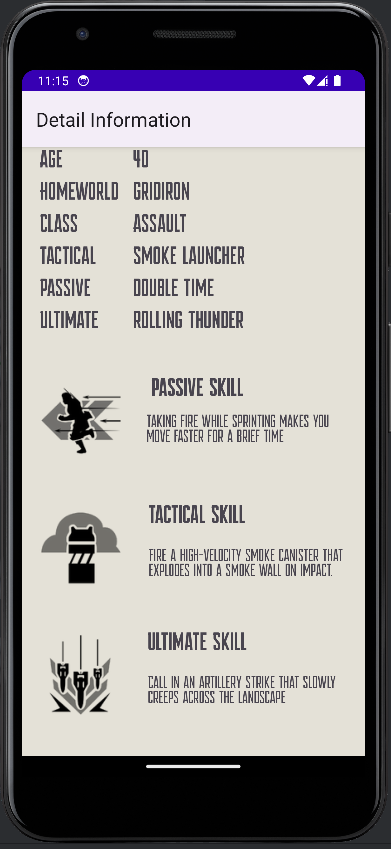 11:15
Detail Information
AGE 40
HOMEWORLD GRIDIRON
CLASS ASSAULT
TACTICAL SMOKE LAUNCHER
PASSIVE DOUBLE TIME
ULTIMATE ROLLING THUNDER
PASSIVE SKILL
TAKING FIRE WHILE SPRINTING MAKES YOU
MOVE FASTER FOR A BRIEF TIME
TACTICAL SKILL
FIRE A HIGH-VELOCITY SMOKE CANISTER THAT
EXPLODES INTO A SMOKE WALL ON IMPACT.
ULTIMATE SKILL
CALL IN AN ARTILLERY STRIKE THAT SLOWLY
CREEPS ACROSS THE LANDSCAPE